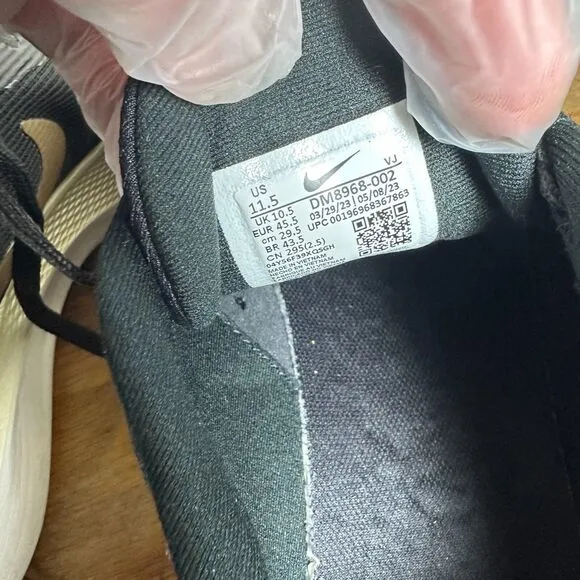 US
11.5
VJ
UK 10.5
DM8968-002
EUR 45.5
03/29/23 | 05/08/23
cm 29.5
UPC 00196968367863
BR 43.5
CN 295(2.5)
MADE IN VIETNAM